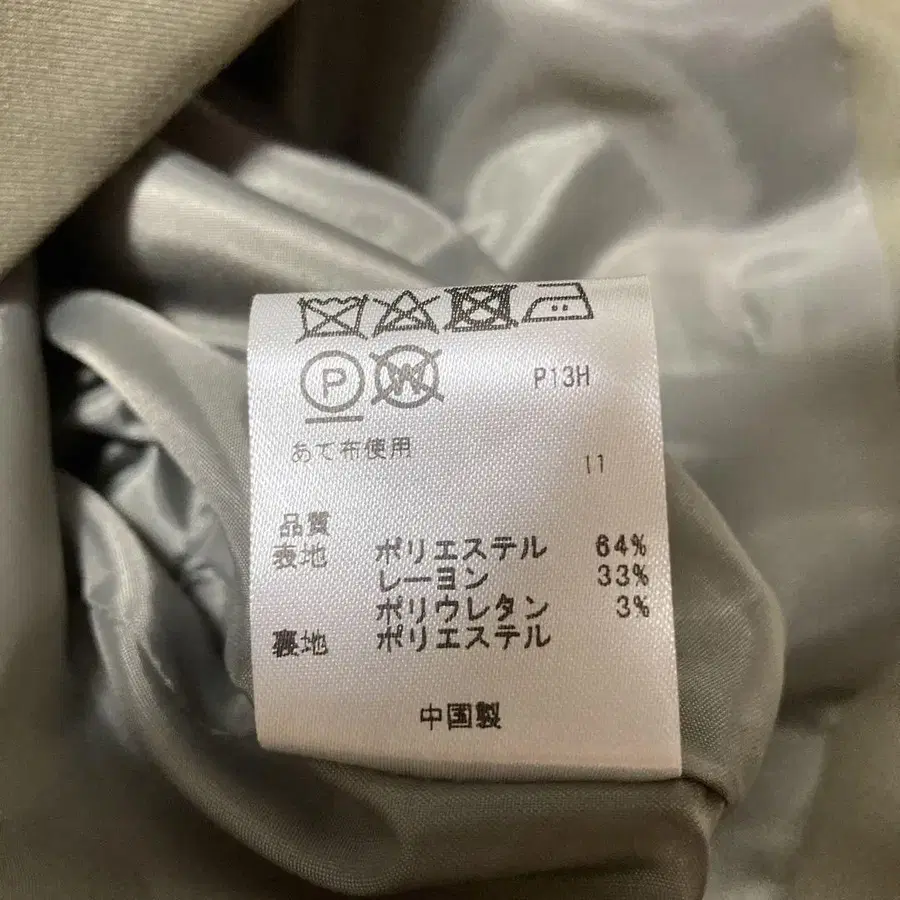 P W P13H
あて布使用
11
品質
表地 ポリエステル 64%
レーヨン 33%
ポリウレタン 3%
裏地 ポリエステル
中国製